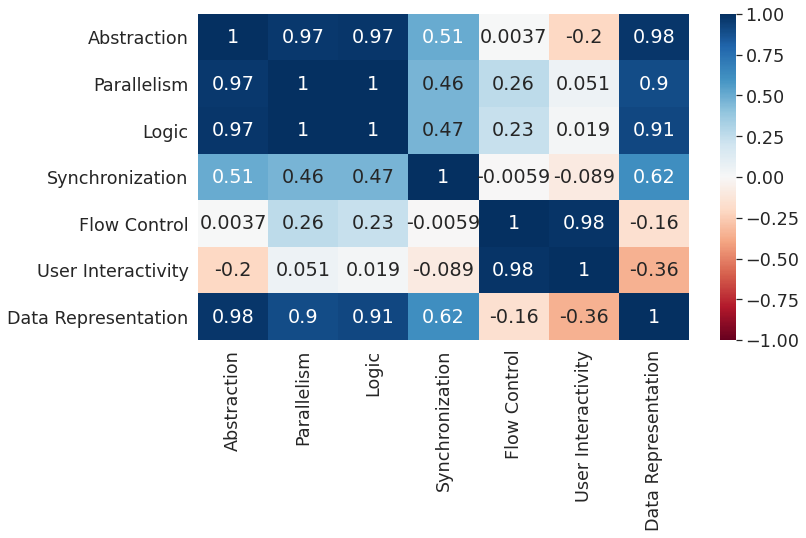 Abstraction 1 0.97 0.97 0.51 0.0037 -0.2 0.98
Parallelism 0.97 1 1 0.46 0.26 0.051 0.9
Logic 0.97 1 1 0.47 0.23 0.019 0.91
Synchronization 0.51 0.46 0.47 1 -0.0059 -0.089 0.62
Flow Control 0.0037 0.26 0.23 -0.0059 1 0.98 -0.16
User Interactivity -0.2 0.051 0.019 -0.089 0.98 1 -0.36
Data Representation 0.98 0.9 0.91 0.62 -0.16 -0.36 1
Abstraction
Parallelism
Logic
Synchronization
Flow Control
User Interactivity
Data Representation
1.00
0.75
0.50
0.25
0.00
−0.25
−0.50
−0.75
−1.00